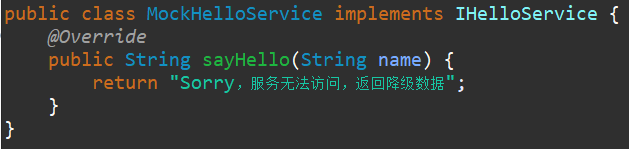 public class MockHelloService implements IHelloService {
    @Override
    public String sayHello(String name) {
        return "Sorry，服务无法访问，返回降级数据";
    }
}